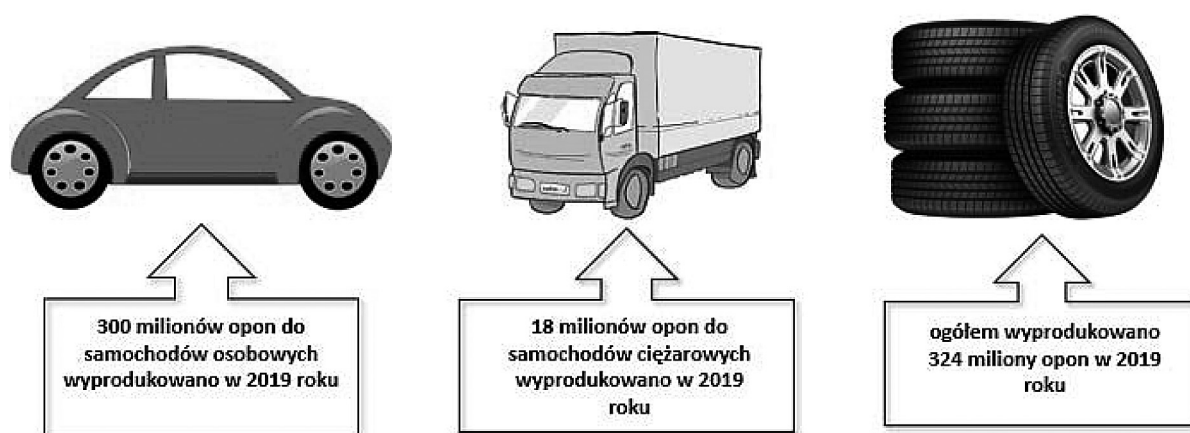 300 milionów opon do
samochodów osobowych
wyprodukowano w 2019 roku
18 milionów opon do
samochodów ciężarowych
wyprodukowano w 2019
roku
ogółem wyprodukowano
324 miliony opon w 2019
roku